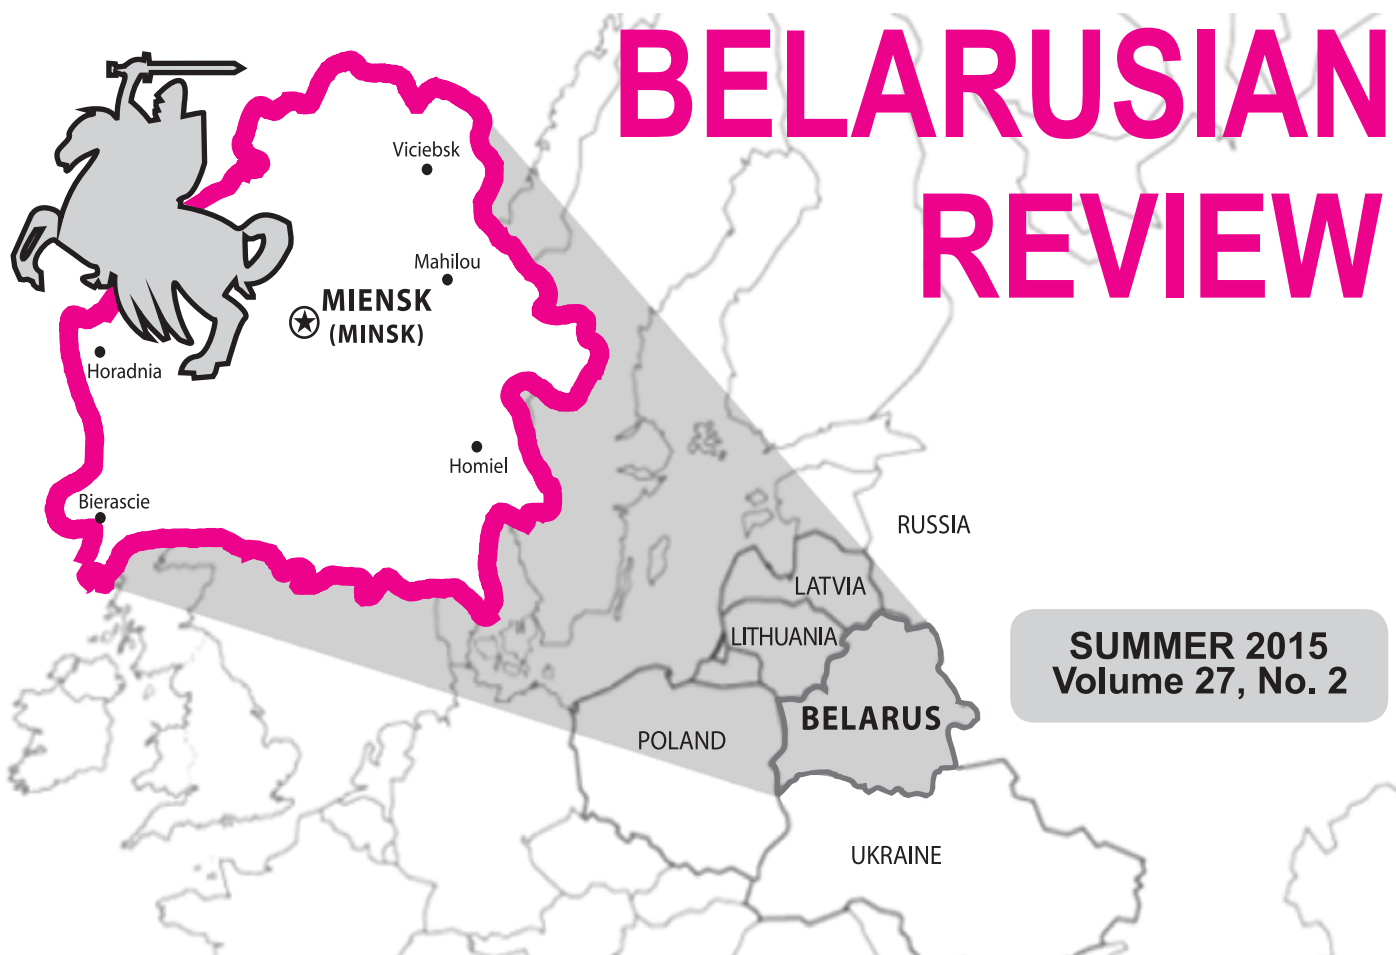 BELARUSIAN
REVIEW
Viciebsk
Mahilou
MIENSK
(MINSK)
Horadnia
Homiel
Bierascie
RUSSIA
LATVIA
LITHUANIA
BELARUS
POLAND
UKRAINE
SUMMER 2015
Volume 27, No. 2